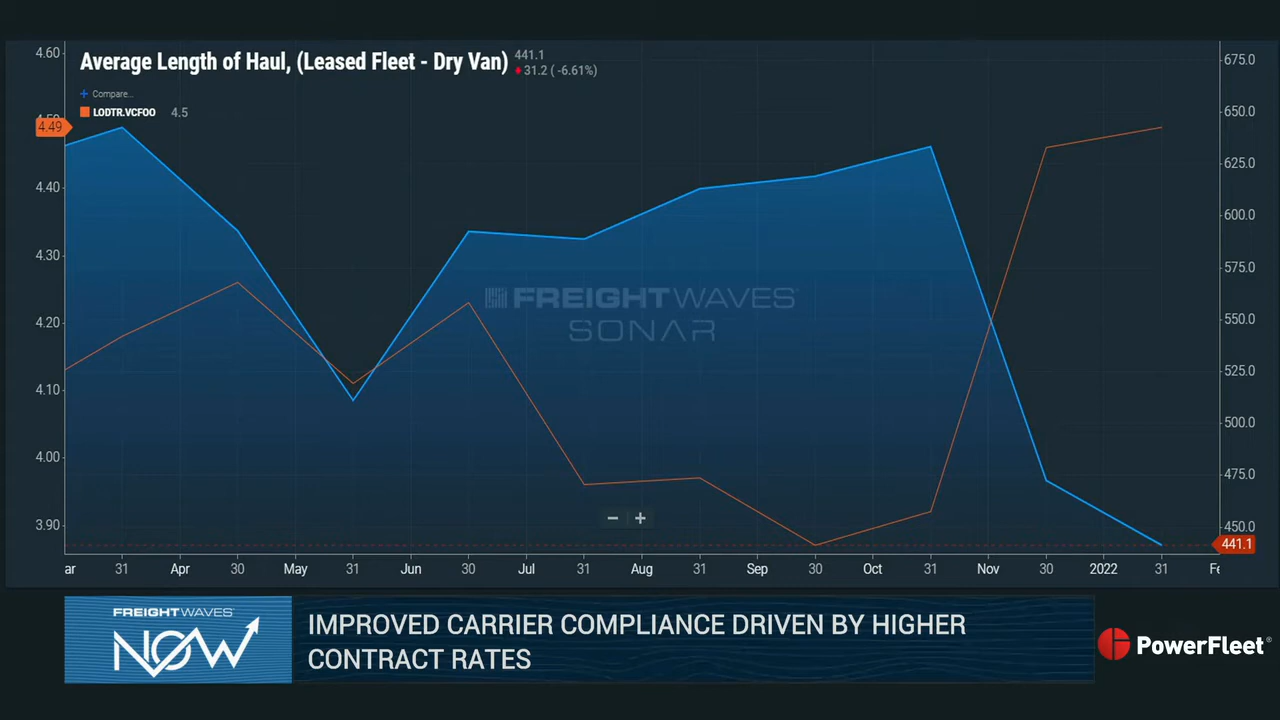 Average Length of Haul, (Leased Fleet - Dry Van) 441.1
31.2 ( -6.61%)
+ Compare...
LODTR.VCFOO 4.5
4.60
4.50
4.49
4.40
4.30
4.20
4.10
4.00
3.90
675.0
650.0
625.0
600.0
575.0
550.0
525.0
500.0
475.0
450.0
441.1
FREIGHTWAVES
SONAR
− +
ar 31 Apr 30 May 31 Jun 30 Jul 31 Aug 31 Sep 30 Oct 31 Nov 30 2022 31 Fe
FREIGHTWAVES
NOW
IMPROVED CARRIER COMPLIANCE DRIVEN BY HIGHER
CONTRACT RATES
PowerFleet®